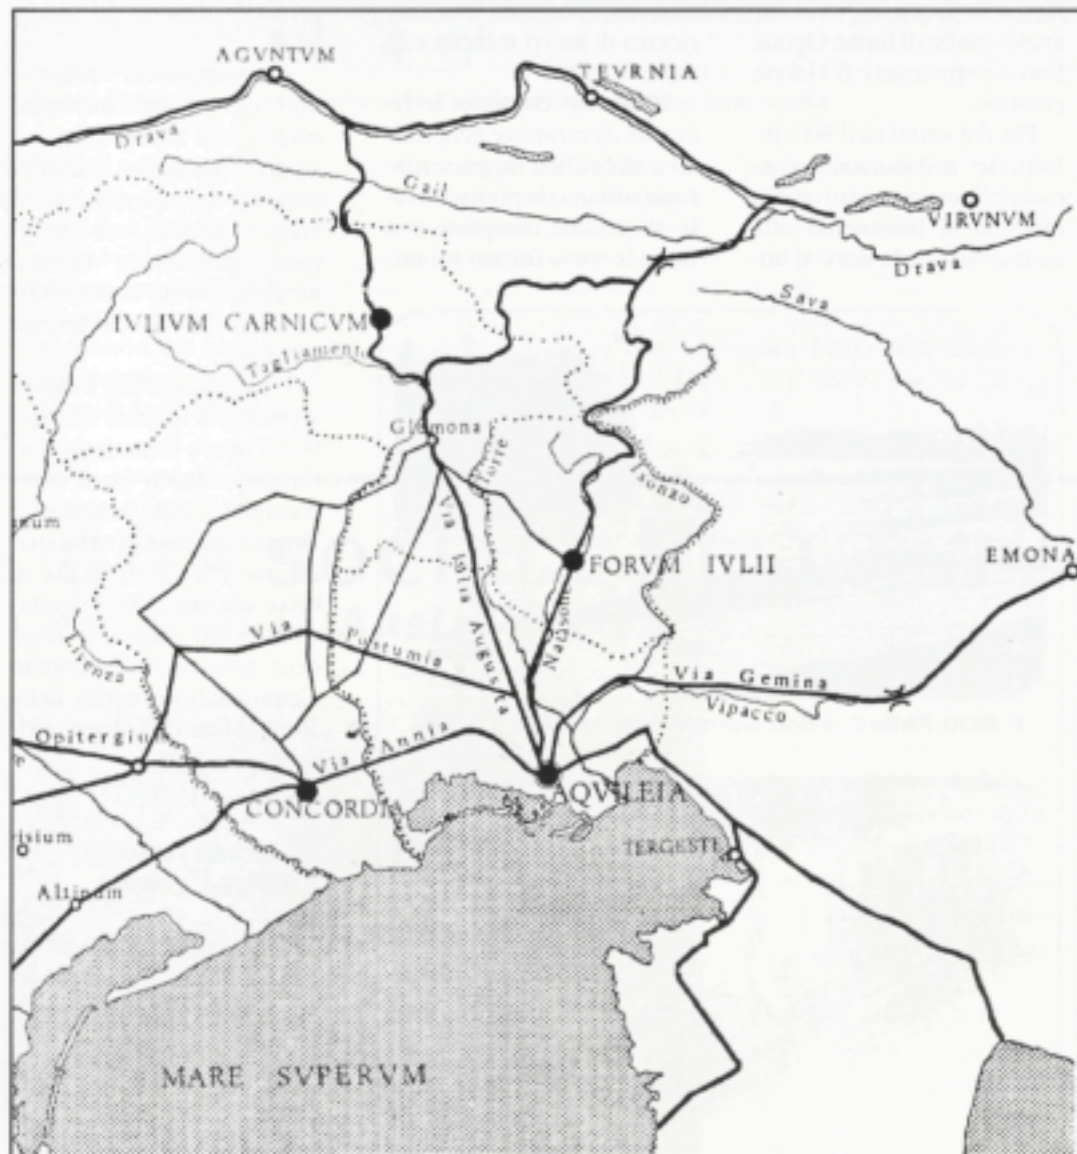 AGVNTVM
TEVRNIA
Drava
Gail
VIRVNVM
Drava
Sava
IVLIVM CARNICVM
Tagliamento
Glemona
Torre
Isonzo
Via Iulia Augusta
FORVM IVLII
EMONA
Natisone
Via Postumia
Livenza
Via Gemina
Vipacco
Opitergium
Via Annia
CONCORDIA
AQVILEIA
TERGESTE
Altinum
MARE SVPERVM